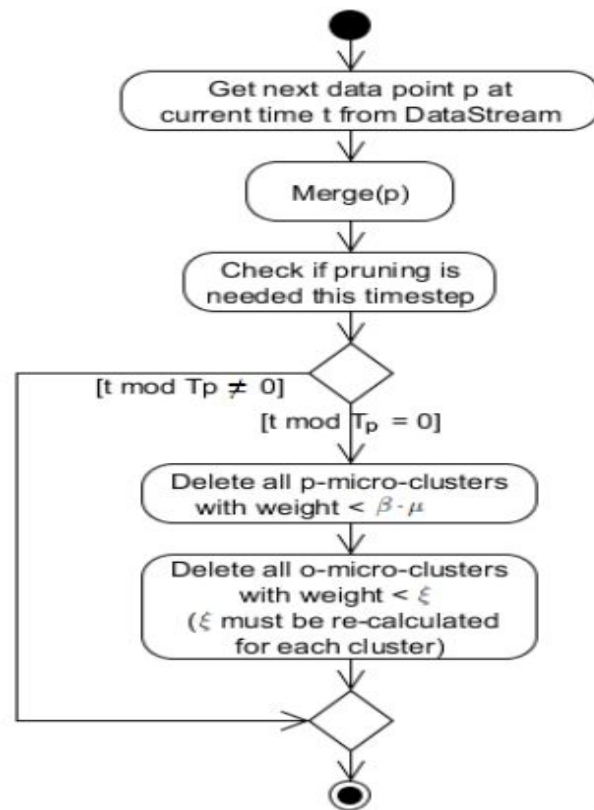 Get next data point p at
current time t from DataStream
Merge(p)
Check if pruning is
needed this timestep
[t mod Tp ≠ 0]
[t mod Tp = 0]
Delete all p-micro-clusters
with weight < β·μ
Delete all o-micro-clusters
with weight < ξ
(ξ must be re-calculated
for each cluster)